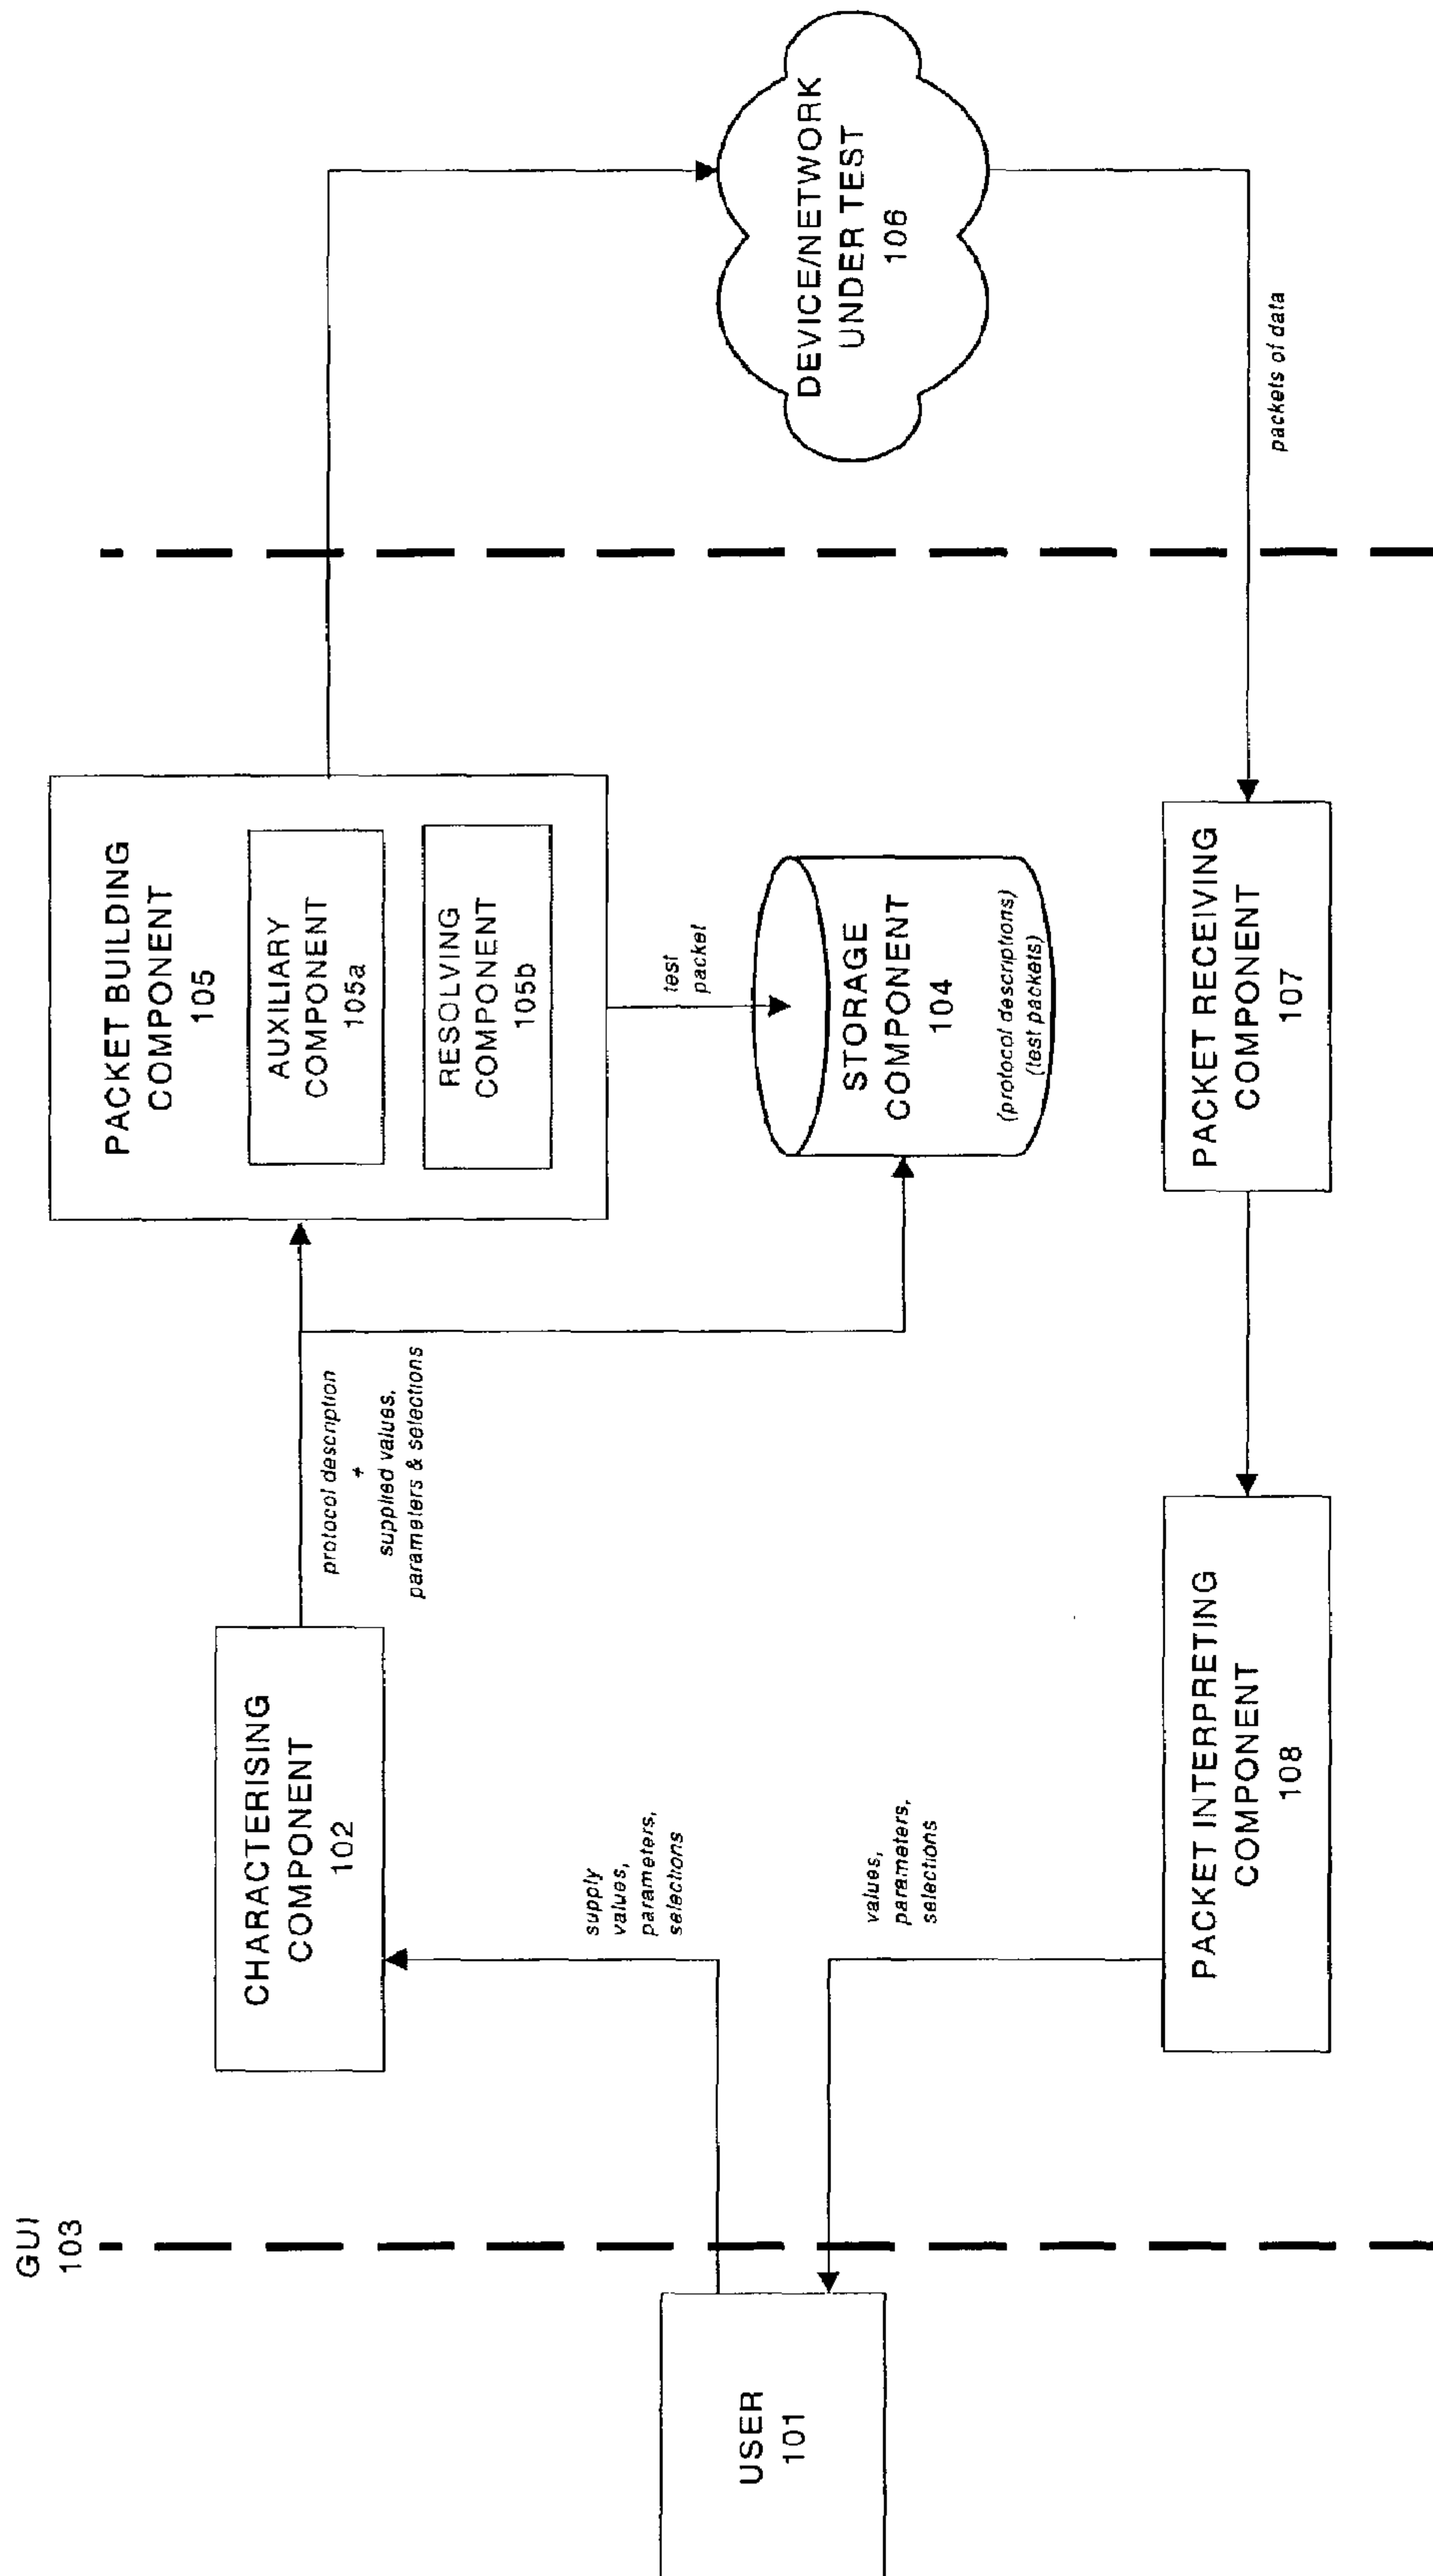 GUI
103
USER
101
CHARACTERISING
COMPONENT
102
supply
values,
parameters,
selections
values,
parameters,
selections
protocol description
+
supplied values,
parameters & selections
PACKET BUILDING
COMPONENT
105
AUXILIARY
COMPONENT
105a
RESOLVING
COMPONENT
105b
test
packet
STORAGE
COMPONENT
104
(protocol descriptions)
(test packets)
DEVICE/NETWORK
UNDER TEST
106
packets of data
PACKET RECEIVING
COMPONENT
107
PACKET INTERPRETING
COMPONENT
108